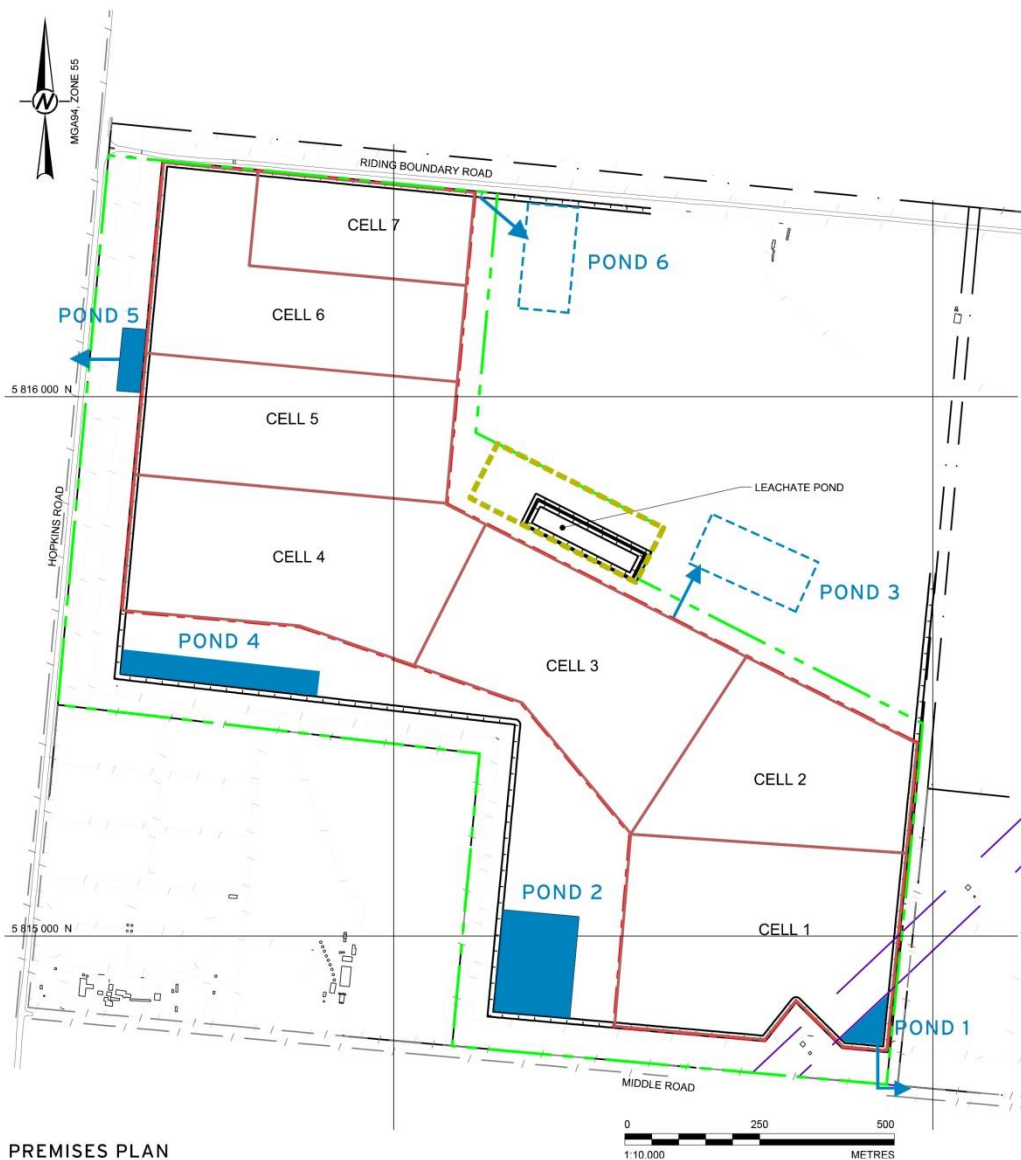 N
MGA94, ZONE 55
RIDING BOUNDARY ROAD
CELL 7
POND 6
CELL 6
POND 5
5 816 000 N
CELL 5
LEACHATE POND
HOPKINS ROAD
CELL 4
POND 3
POND 4
CELL 3
CELL 2
POND 2
5 815 000 N
CELL 1
POND 1
MIDDLE ROAD
PREMISES PLAN
0 250 500
1:10.000 METRES